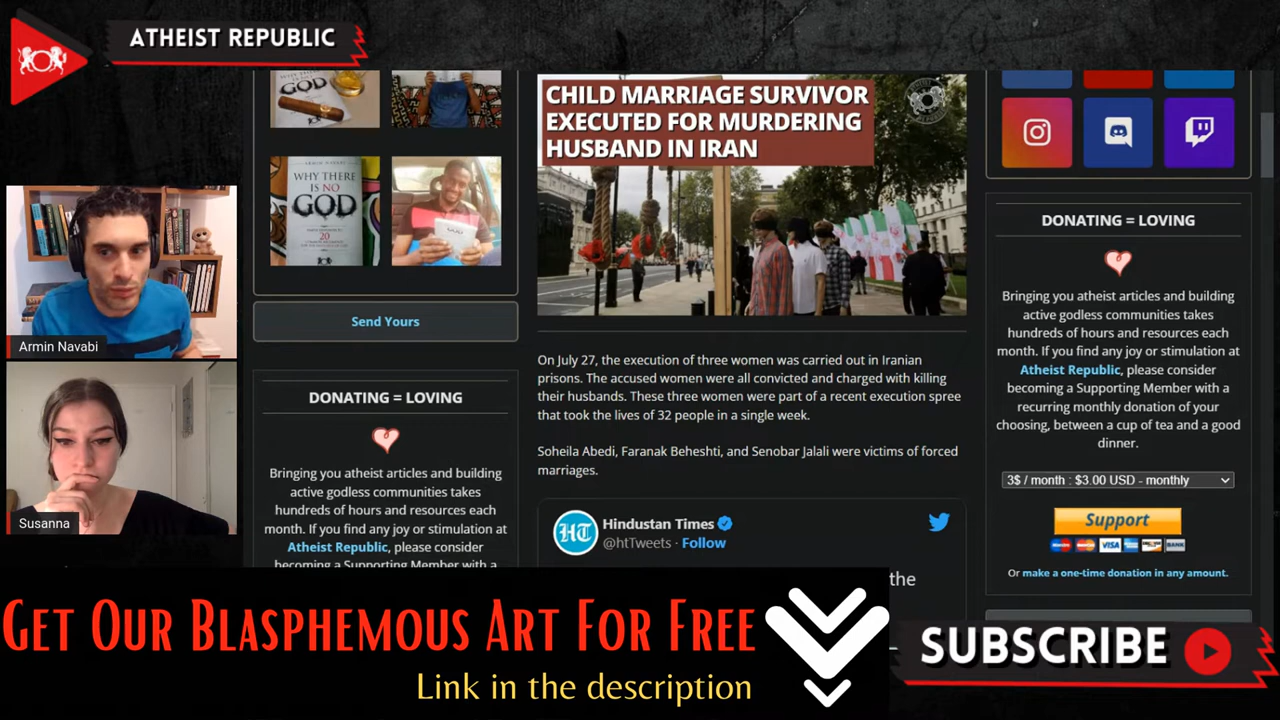 ATHEIST REPUBLIC
GOD
WHY THERE
IS NO
GOD
20
Send Yours
DONATING = LOVING
Bringing you atheist articles and building
active godless communities takes
hundreds of hours and resources each
month. If you find any joy or stimulation at
Atheist Republic, please consider
becoming a Supporting Member with a
CHILD MARRIAGE SURVIVOR
EXECUTED FOR MURDERING
HUSBAND IN IRAN
On July 27, the execution of three women was carried out in Iranian
prisons. The accused women were all convicted and charged with killing
their husbands. These three women were part of a recent execution spree
that took the lives of 32 people in a single week.
Soheila Abedi, Faranak Beheshti, and Senobar Jalali were victims of forced
marriages.
HT
Hindustan Times
@htTweets · Follow
the
DONATING = LOVING
Bringing you atheist articles and building
active godless communities takes
hundreds of hours and resources each
month. If you find any joy or stimulation at
Atheist Republic, please consider
becoming a Supporting Member with a
recurring monthly donation of your
choosing, between a cup of tea and a good
dinner.
3$ / month : $3.00 USD - monthly
Support
VISA
BANK
Or make a one-time donation in any amount.
Armin Navabi
Susanna
GET OUR BLASPHEMOUS ART FOR FREE
Link in the description
SUBSCRIBE